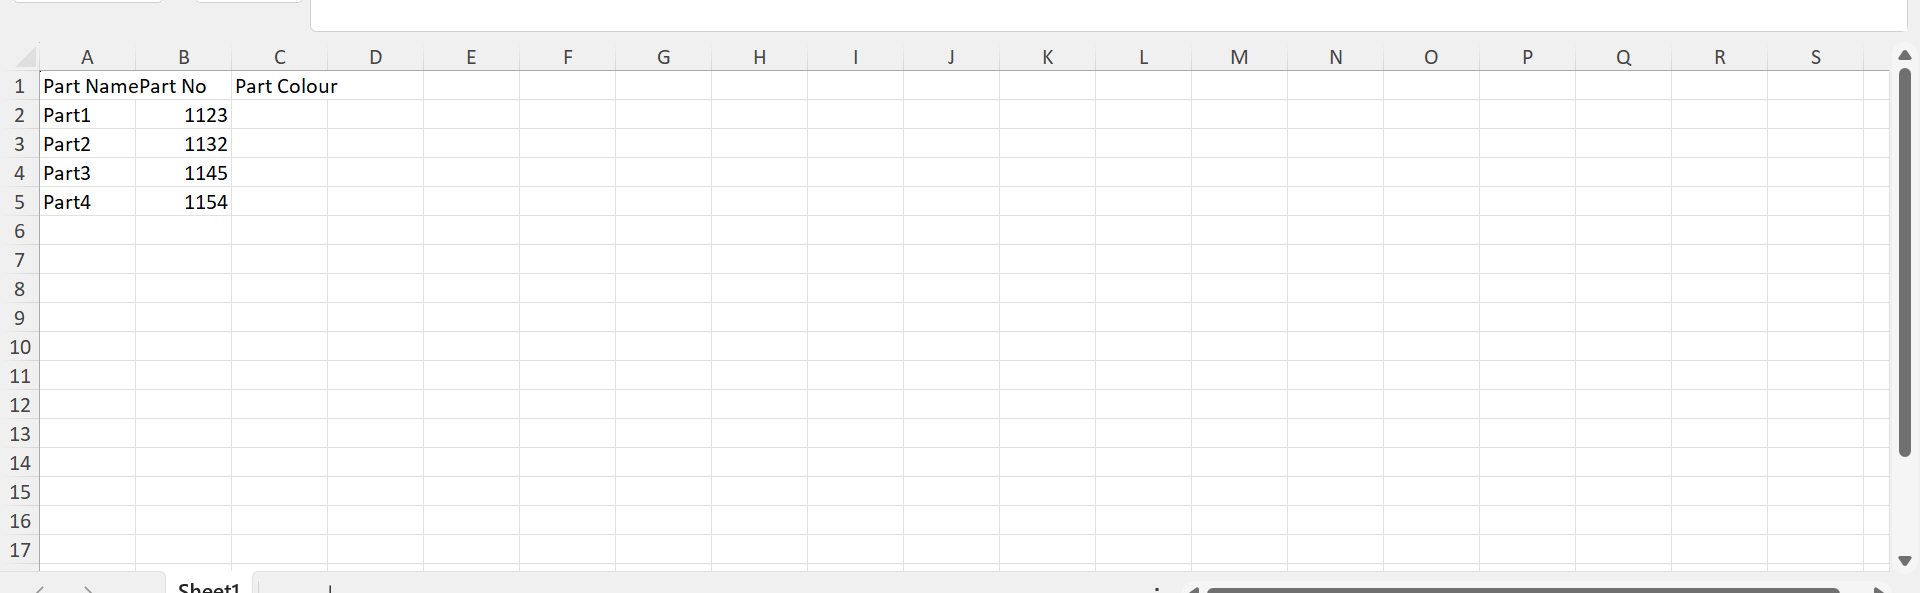 A B C D E F G H I J K L M N O P Q R S
1 Part Name Part No Part Colour
2 Part1 1123
3 Part2 1132
4 Part3 1145
5 Part4 1154
6
7
8
9
10
11
12
13
14
15
16
17
Sheet1